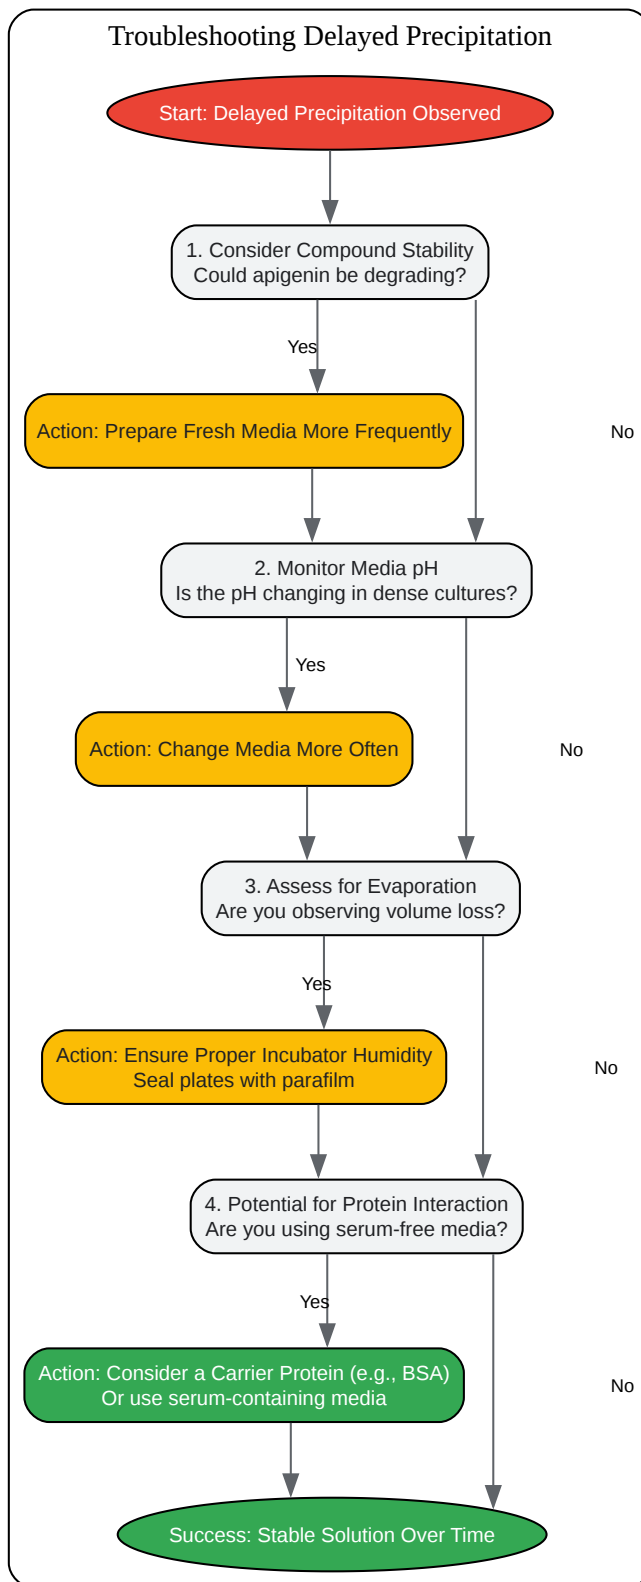 Troubleshooting Delayed Precipitation
Start: Delayed Precipitation Observed
1. Consider Compound Stability
Could apigenin be degrading?
Yes
Action: Prepare Fresh Media More Frequently
No
2. Monitor Media pH
Is the pH changing in dense cultures?
Yes
Action: Change Media More Often
No
3. Assess for Evaporation
Are you observing volume loss?
Yes
Action: Ensure Proper Incubator Humidity
Seal plates with parafilm
No
4. Potential for Protein Interaction
Are you using serum-free media?
Yes
Action: Consider a Carrier Protein (e.g., BSA)
Or use serum-containing media
No
Success: Stable Solution Over Time